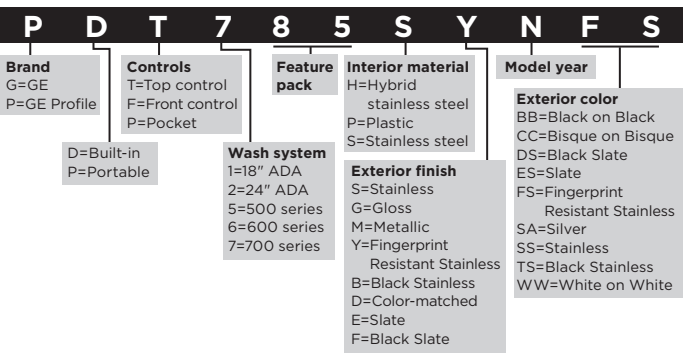 P D T 7 8 5 S Y N F S
Brand
G=GE
P=GE Profile
D=Built-in
P=Portable
Controls
T=Top control
F=Front control
P=Pocket
Wash system
1=18" ADA
2=24" ADA
5=500 series
6=600 series
7=700 series
Feature
pack
Interior material
H=Hybrid
stainless steel
P=Plastic
S=Stainless steel
Exterior finish
S=Stainless
G=Gloss
M=Metallic
Y=Fingerprint
Resistant Stainless
B=Black Stainless
D=Color-matched
E=Slate
F=Black Slate
Model year
Exterior color
BB=Black on Black
CC=Bisque on Bisque
DS=Black Slate
ES=Slate
FS=Fingerprint
Resistant Stainless
SA=Silver
SS=Stainless
TS=Black Stainless
WW=White on White